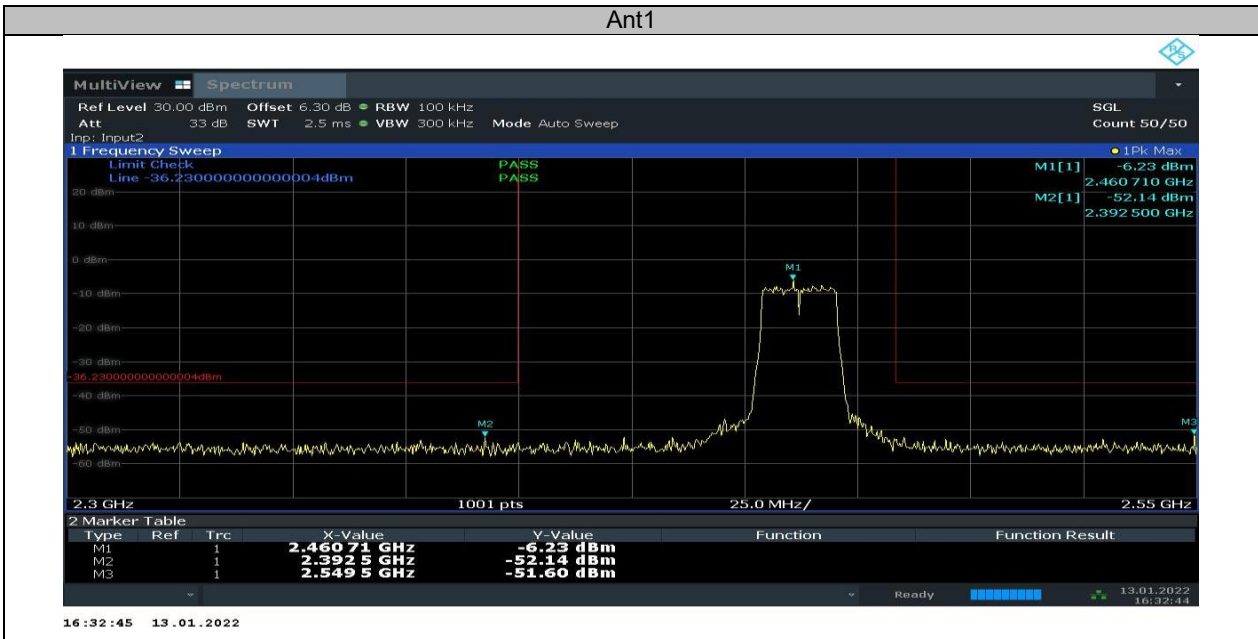 Ant1
R/S
MultiView Spectrum
Ref Level 30.00 dBm Offset 6.30 dB RBW 100 kHz SGL
Att 33 dB SWT 2.5 ms VBW 300 kHz Mode Auto Sweep Count 50/50
Inp: Input2
1 Frequency Sweep 1Pk Max
Limit Check PASS M1[1] -6.23 dBm
Line -36.230000000000004dBm PASS 2.460 710 GHz
20 dBm M2[1] -52.14 dBm
2.392 500 GHz
10 dBm
0 dBm
M1
-10 dBm
-20 dBm
-30 dBm
-36.230000000000004dBm
-40 dBm
M2 M3
-50 dBm
-60 dBm
2.3 GHz 1001 pts 25.0 MHz/ 2.55 GHz
2 Marker Table
Type Ref Trc X-Value Y-Value Function Function Result
M1 1 2.460 71 GHz -6.23 dBm
M2 1 2.392 5 GHz -52.14 dBm
M3 1 2.549 5 GHz -51.60 dBm
Ready 13.01.2022
16:32:44
16:32:45 13.01.2022